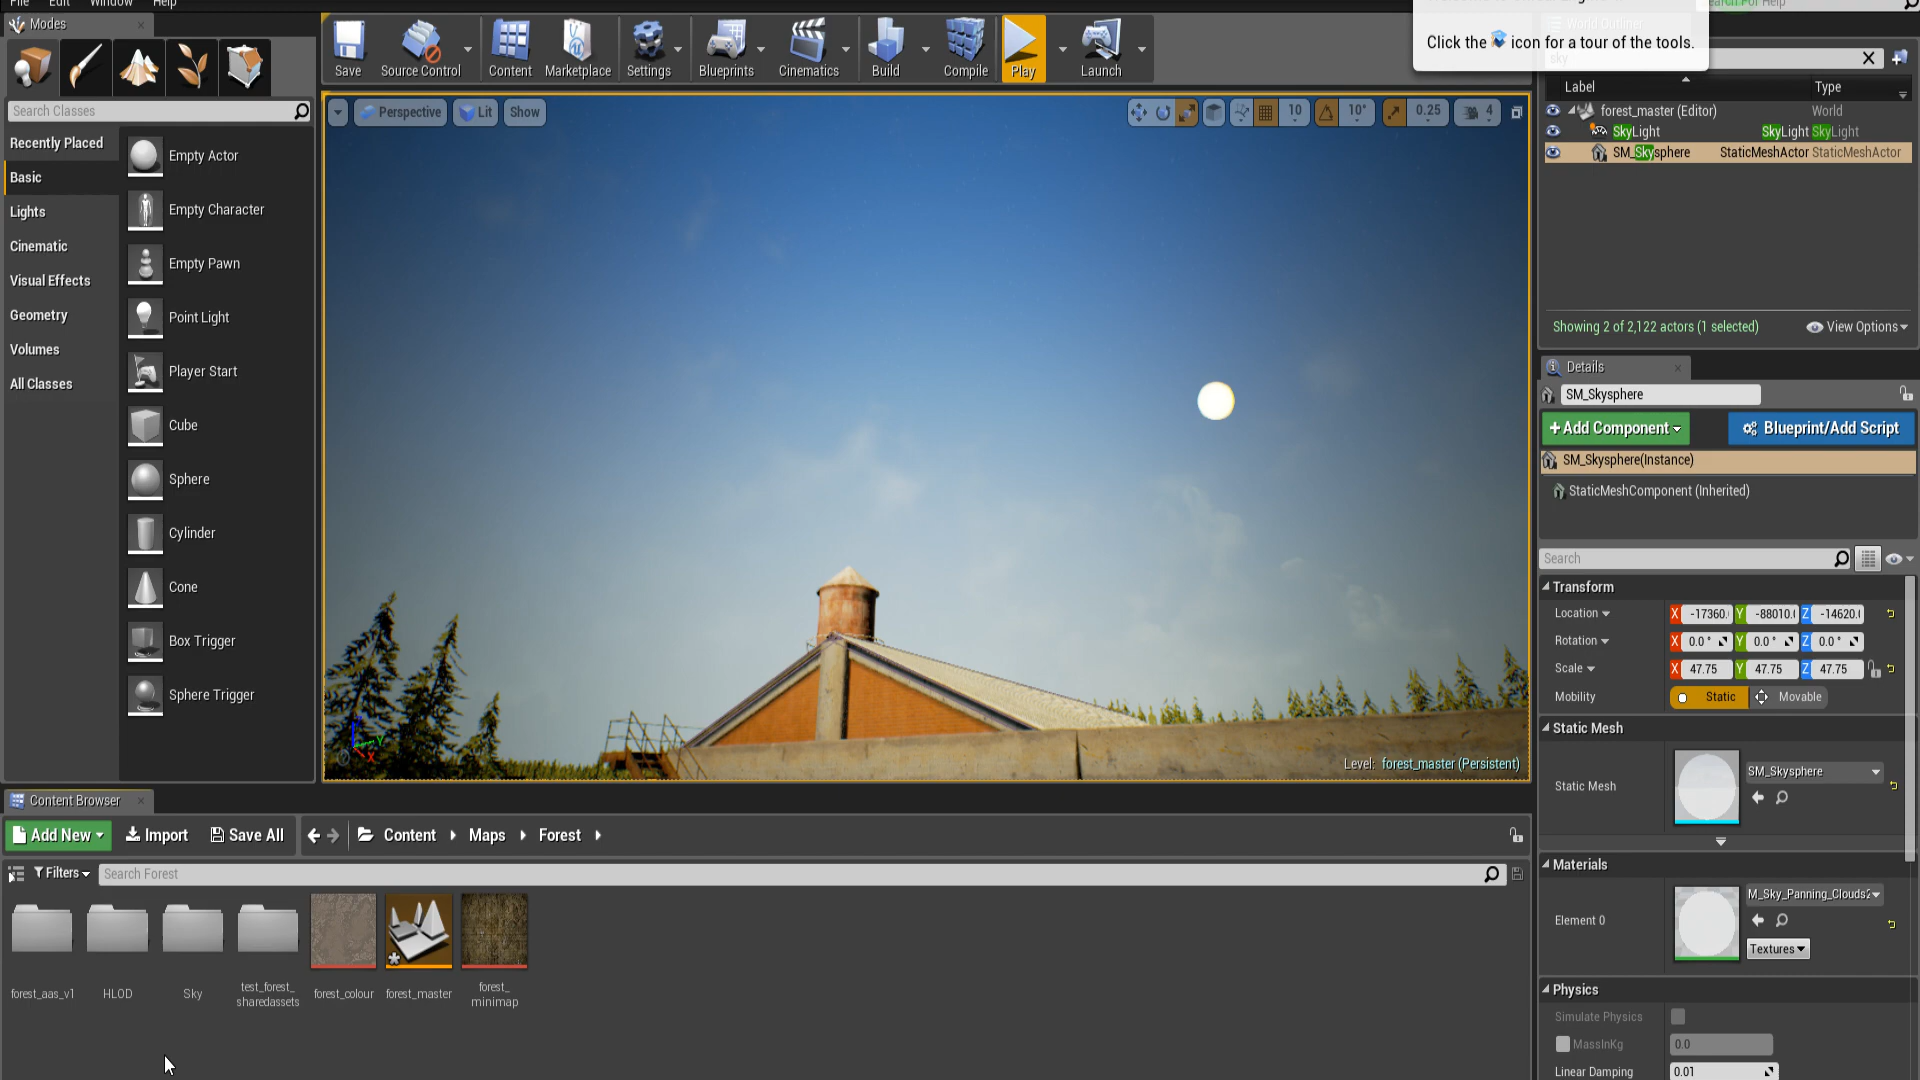 File Edit Window Help
Modes
Search Classes
Recently Placed
Basic
Lights
Cinematic
Visual Effects
Geometry
Volumes
All Classes
Empty Actor
Empty Character
Empty Pawn
Point Light
Player Start
Cube
Sphere
Cylinder
Cone
Box Trigger
Sphere Trigger
Save
Source Control
Content
Marketplace
Settings
Blueprints
Cinematics
Build
Compile
Play
Launch
Click the icon for a tour of the tools.
Perspective
Lit
Show
10
10°
0.25
4
Level: forest_master (Persistent)
World Outliner
sky
Label Type
forest_master (Editor) World
SkyLight SkyLight SkyLight
SM_Skysphere StaticMeshActor StaticMeshActor
Showing 2 of 2,122 actors (1 selected)
View Options
Details
SM_Skysphere
+Add Component
Blueprint/Add Script
SM_Skysphere(Instance)
StaticMeshComponent (Inherited)
Search
Transform
Location X -17360. Y -88010. Z -14620.
Rotation X 0.0° Y 0.0° Z 0.0°
Scale X 47.75 Y 47.75 Z 47.75
Mobility Static Movable
Static Mesh
Static Mesh
SM_Skysphere
Materials
Element 0
M_Sky_Panning_Clouds2
Textures
Physics
Simulate Physics
MassInKg 0.0
Linear Damping 0.01
Content Browser
Add New
Import
Save All
Content
Maps
Forest
Filters
Search Forest
forest_aas_v1
HLOD
Sky
test_forest_
sharedassets
forest_colour
forest_master
forest_
minimap